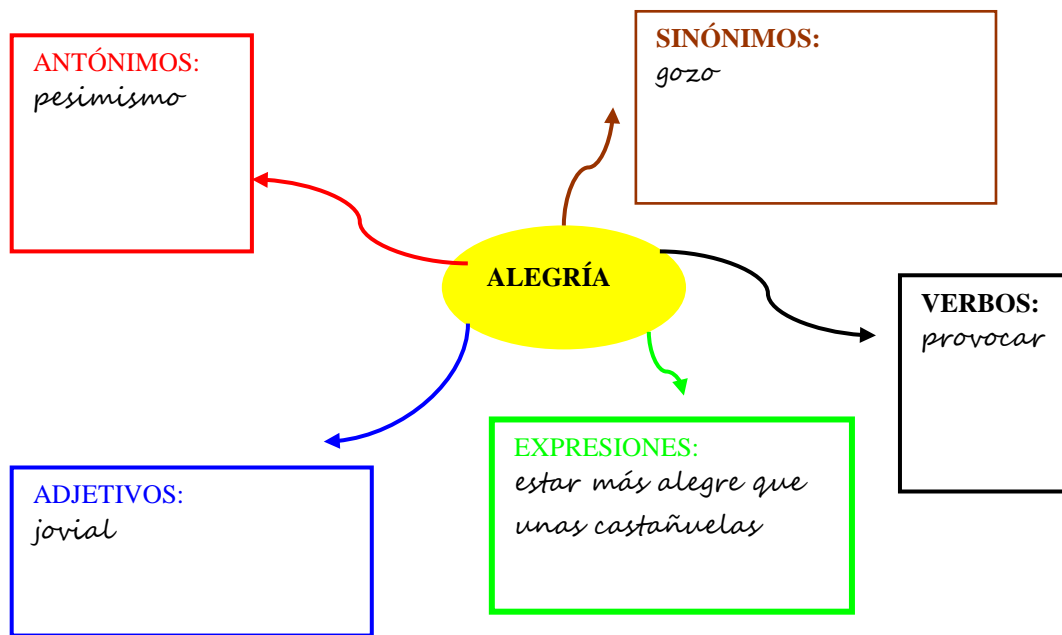 ANTÓNIMOS:
pesimismo
SINÓNIMOS:
gozo
ALEGRÍA
VERBOS:
provocar
ADJETIVOS:
jovial
EXPRESIONES:
estar más alegre que
unas castañuelas